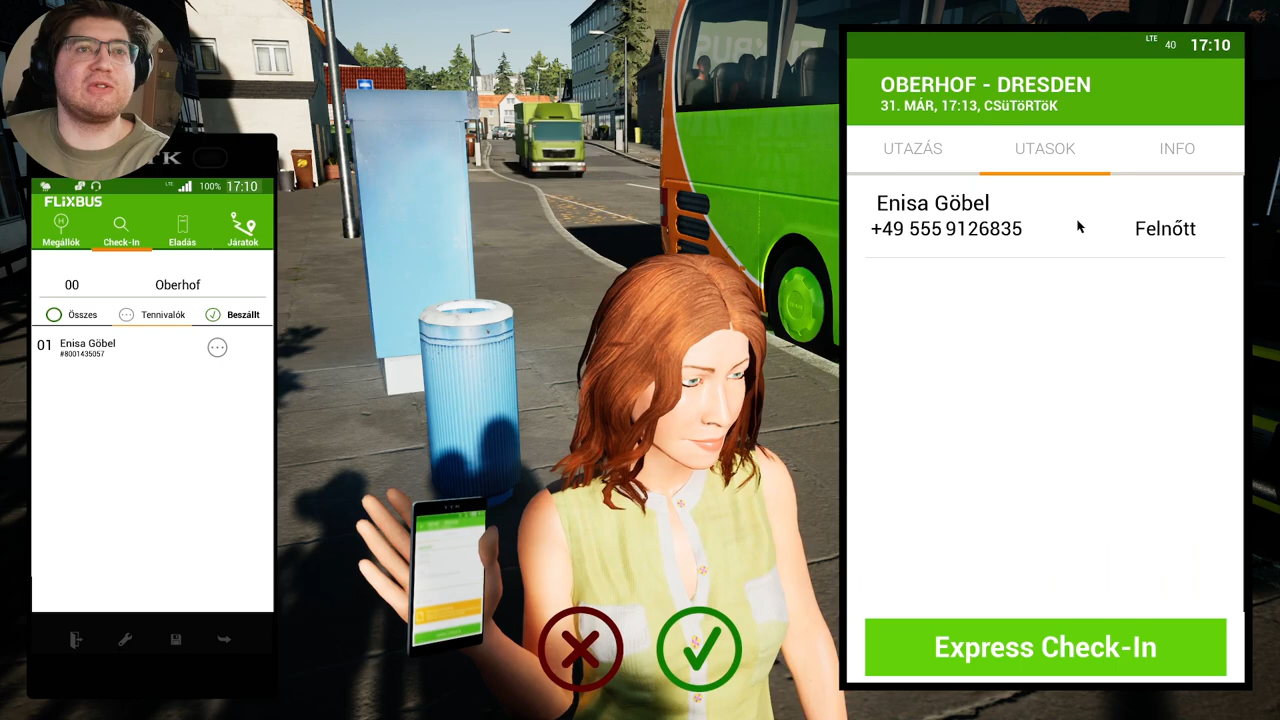 TK
LTE 100% 17:10
FLiXBUS
Megállók Check-In Eladás Járatok
00 Oberhof
Összes Tennivalók Beszállt
01 Enisa Göbel
#8001435057
LTE 40 17:10
OBERHOF - DRESDEN
31. MÁR, 17:13, CSüTöRTöK
UTAZÁS UTASOK INFO
Enisa Göbel
+49 555 9126835 Felnőtt
Express Check-In